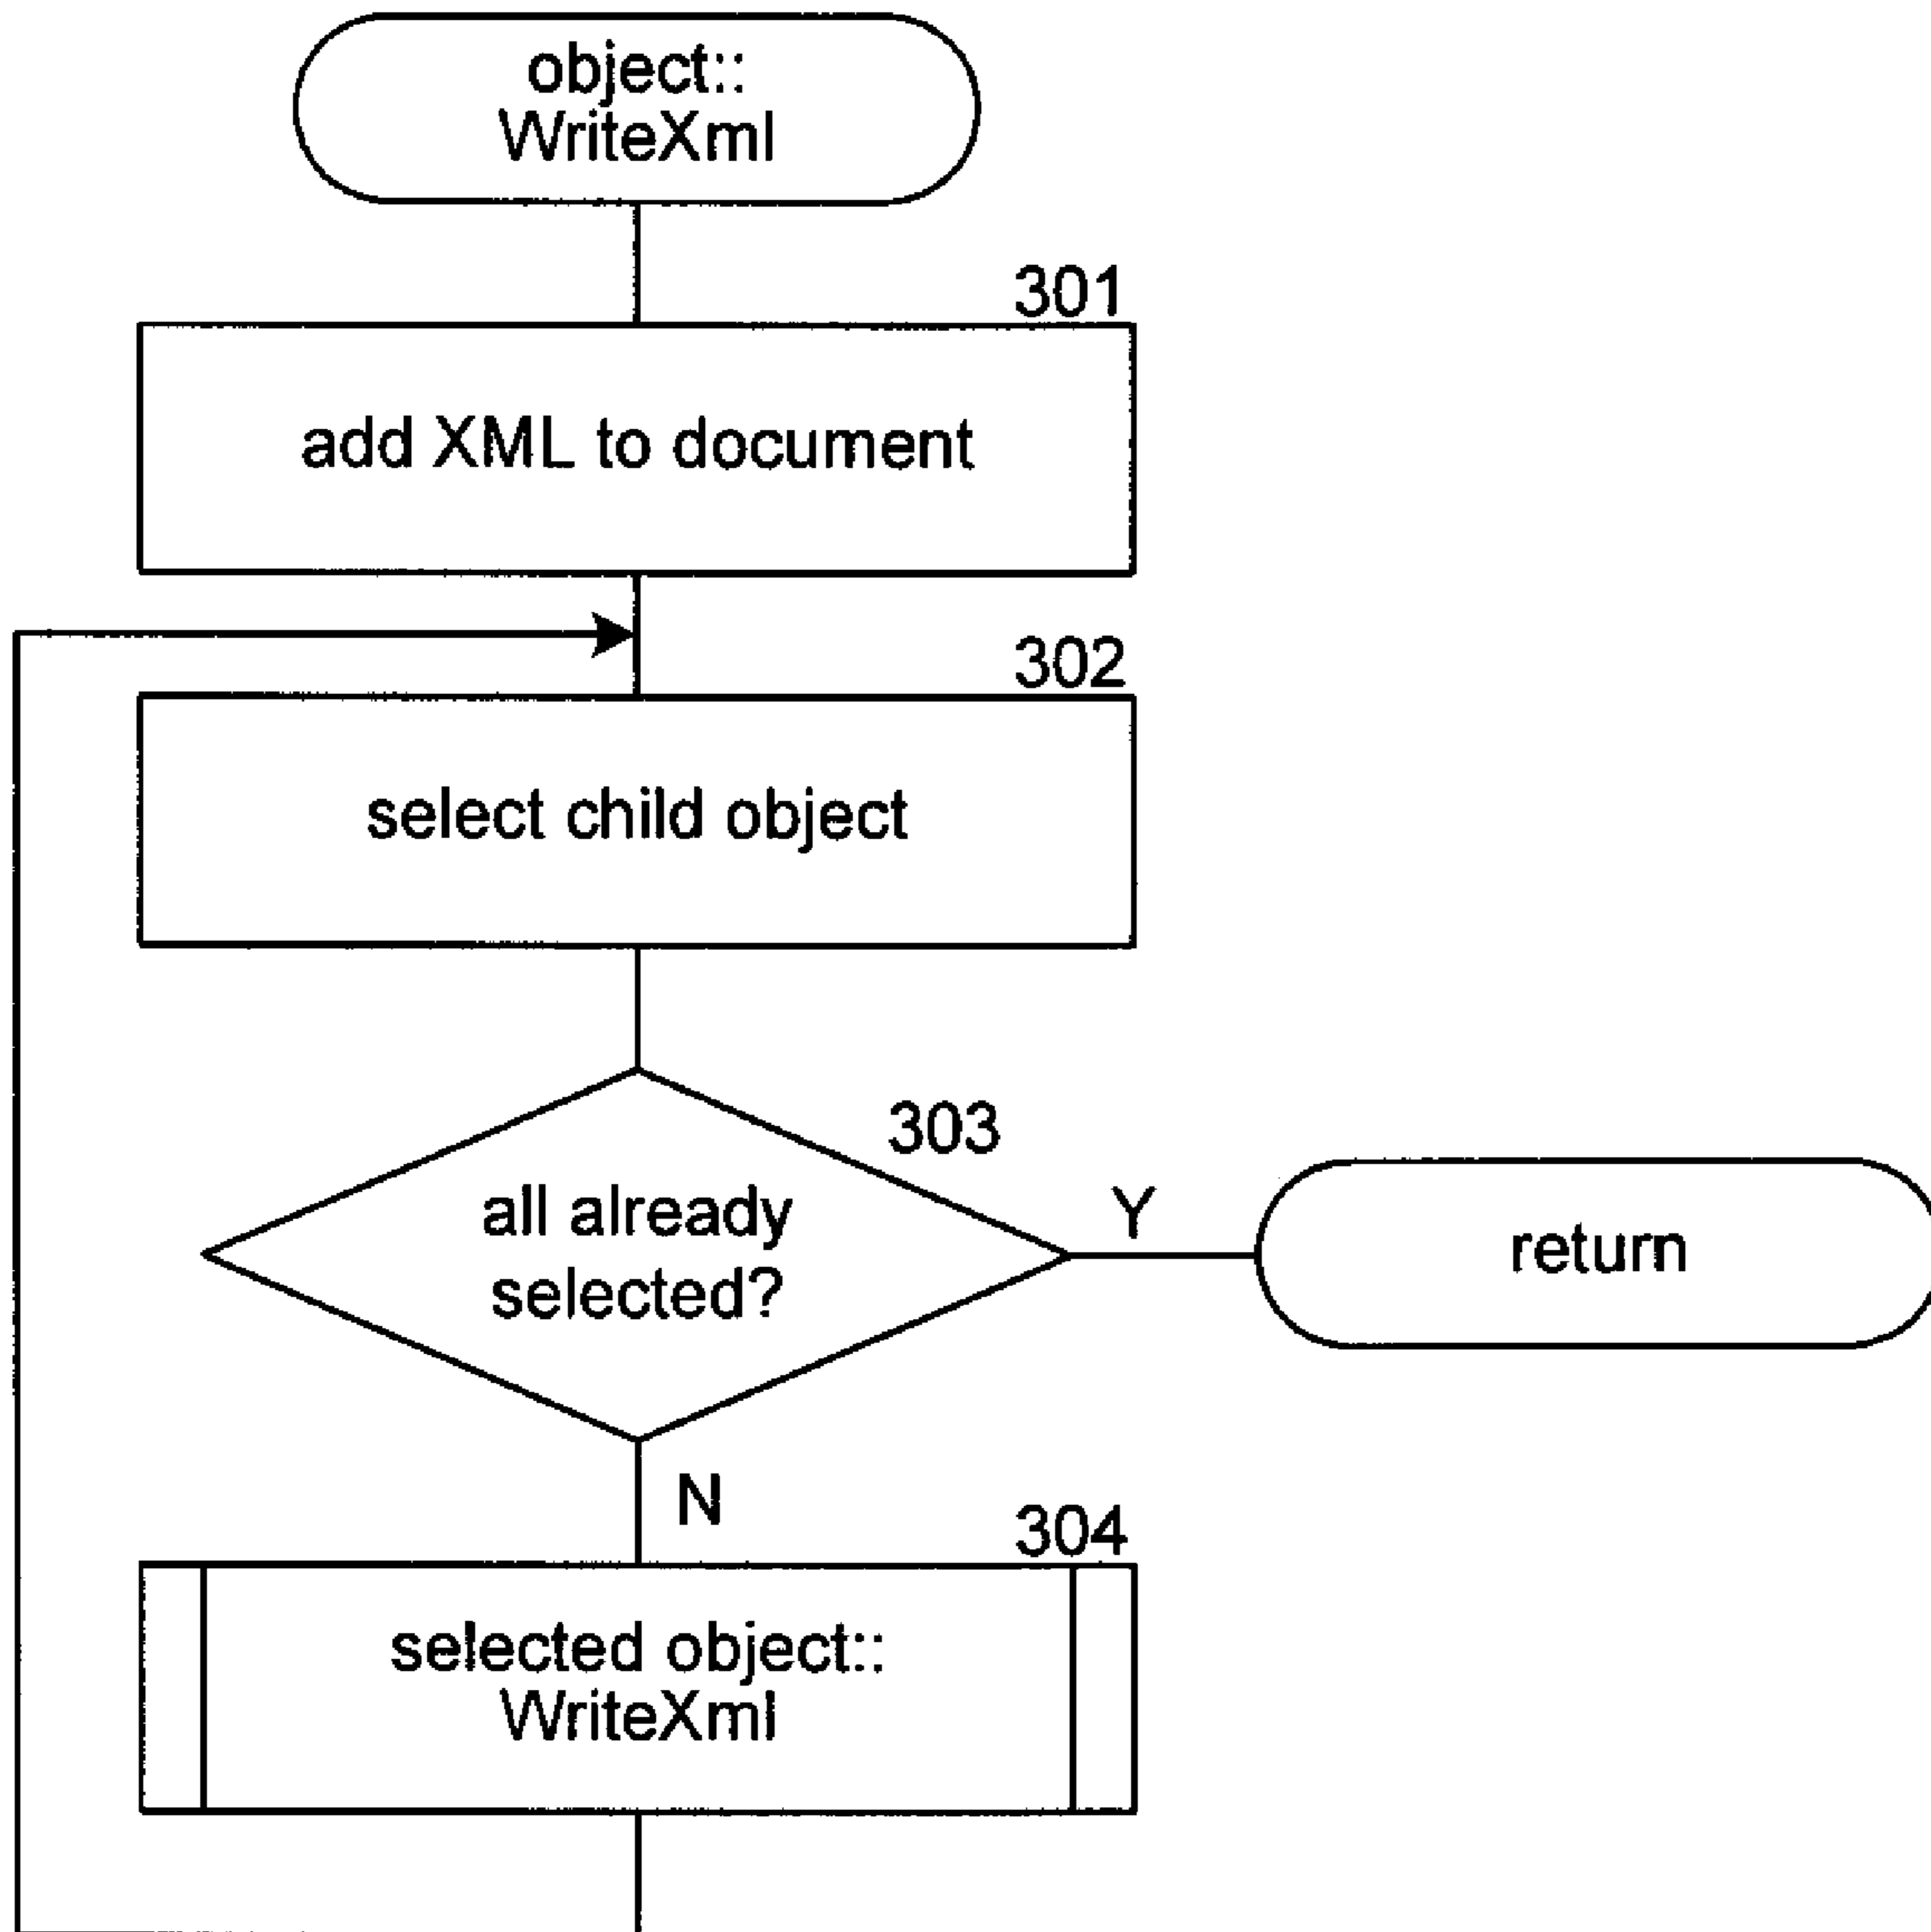 object::
WriteXml
301
add XML to document
302
select child object
303
all already
selected?
Y
return
N
304
selected object::
WriteXml